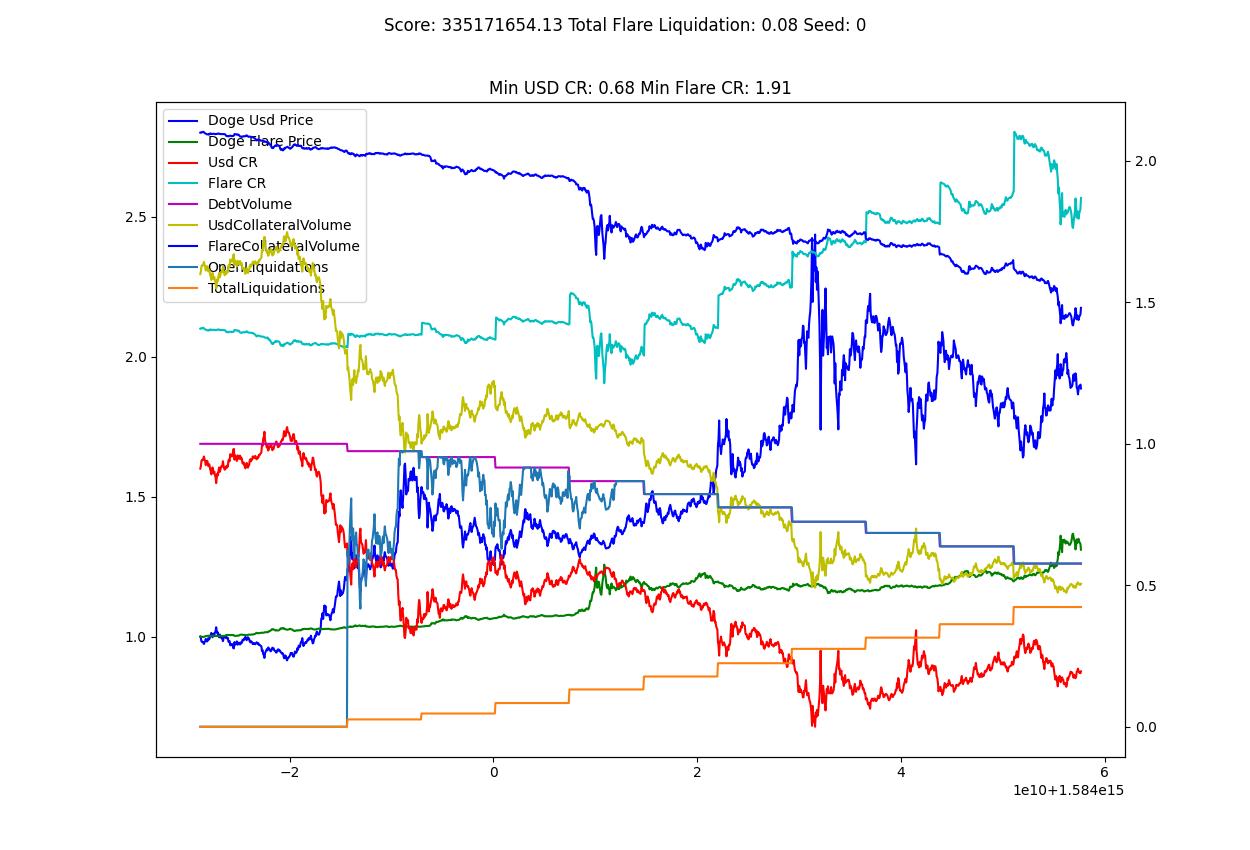 Score: 335171654.13 Total Flare Liquidation: 0.08 Seed: 0
Min USD CR: 0.68 Min Flare CR: 1.91
Doge Usd Price
Doge Flare Price
Usd CR
Flare CR
DebtVolume
UsdCollateralVolume
FlareCollateralVolume
OpenLiquidations
TotalLiquidations
2.5
2.0
1.5
1.0
2.0
1.5
1.0
0.5
0.0
−2
0
2
4
6
1e10+1.584e15